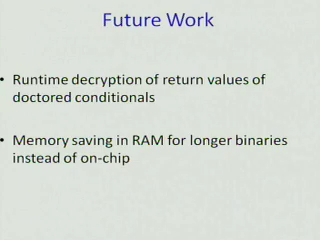 Future Work
• Runtime decryption of return values of
doctored conditionals
• Memory saving in RAM for longer binaries
instead of on-chip